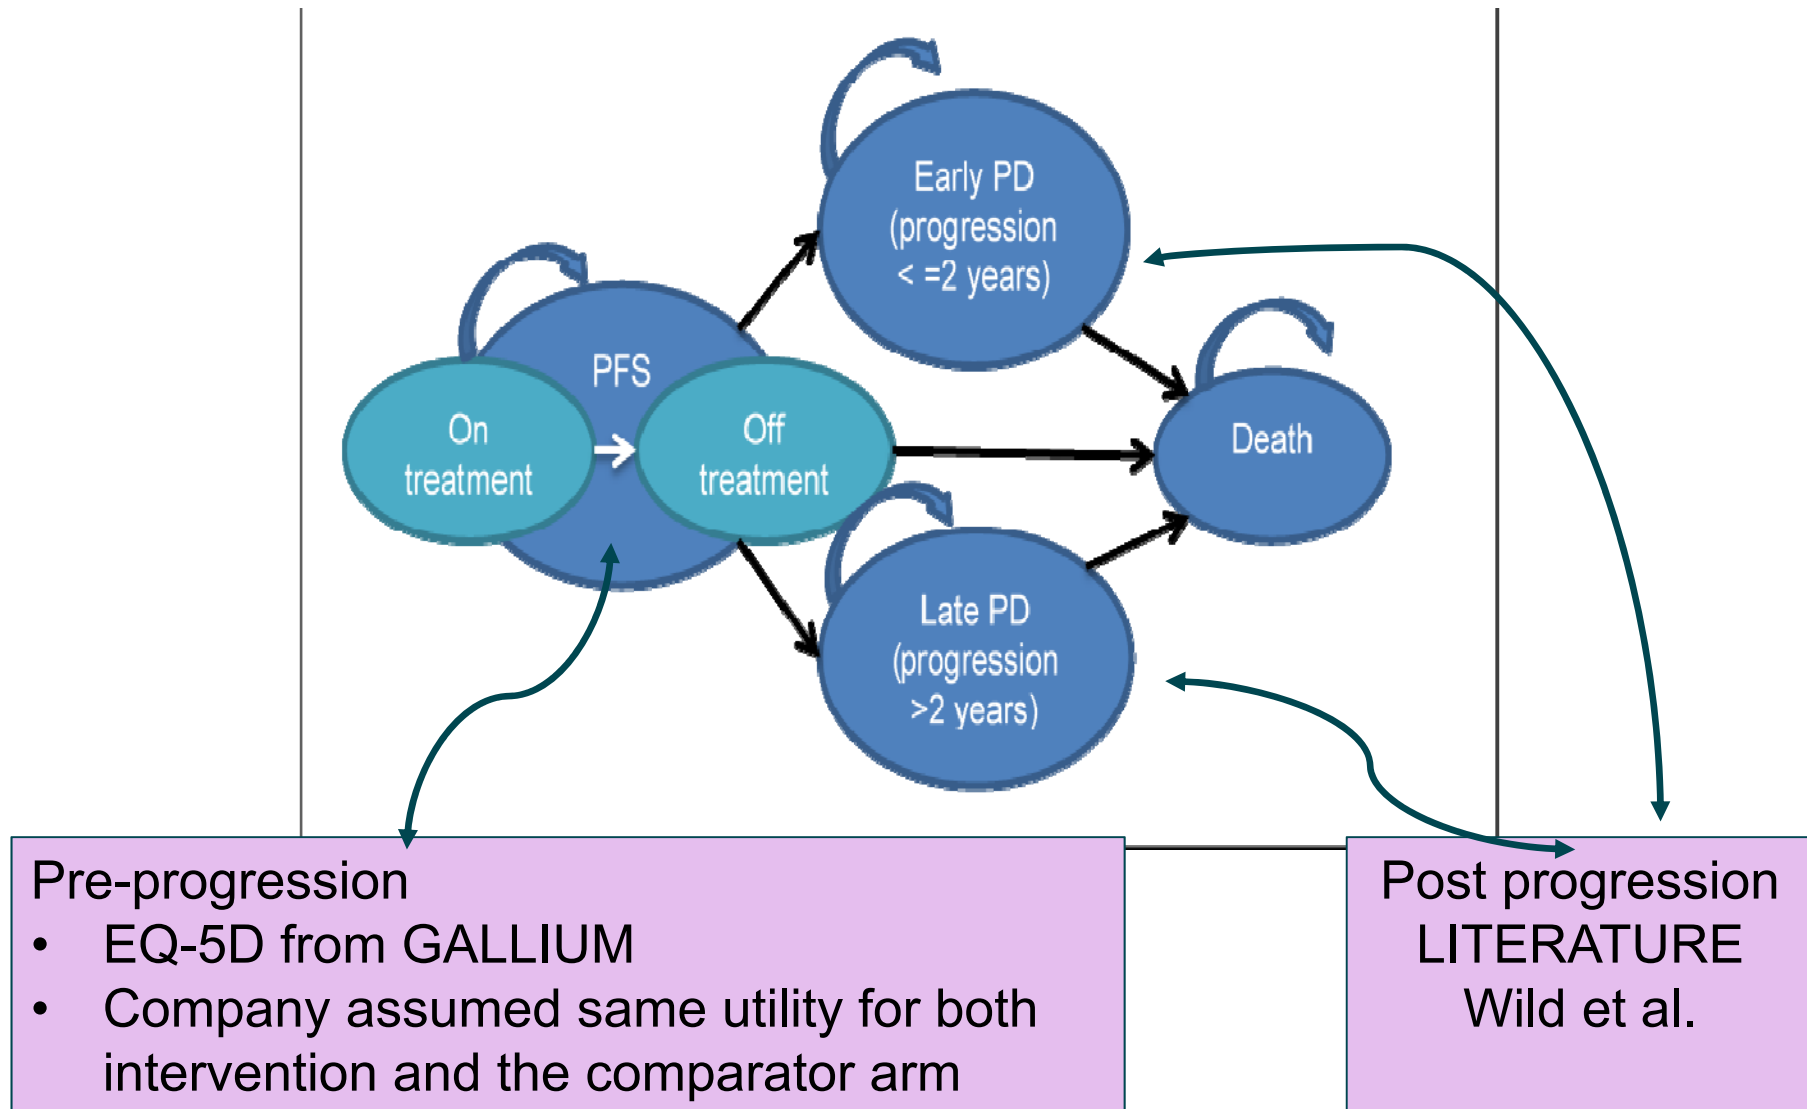 Early PD
(progression
< =2 years)
PFS
On
treatment
Off
treatment
Death
Late PD
(progression
>2 years)
Pre-progression
• EQ-5D from GALLIUM
• Company assumed same utility for both
intervention and the comparator arm
Post progression
LITERATURE
Wild et al.